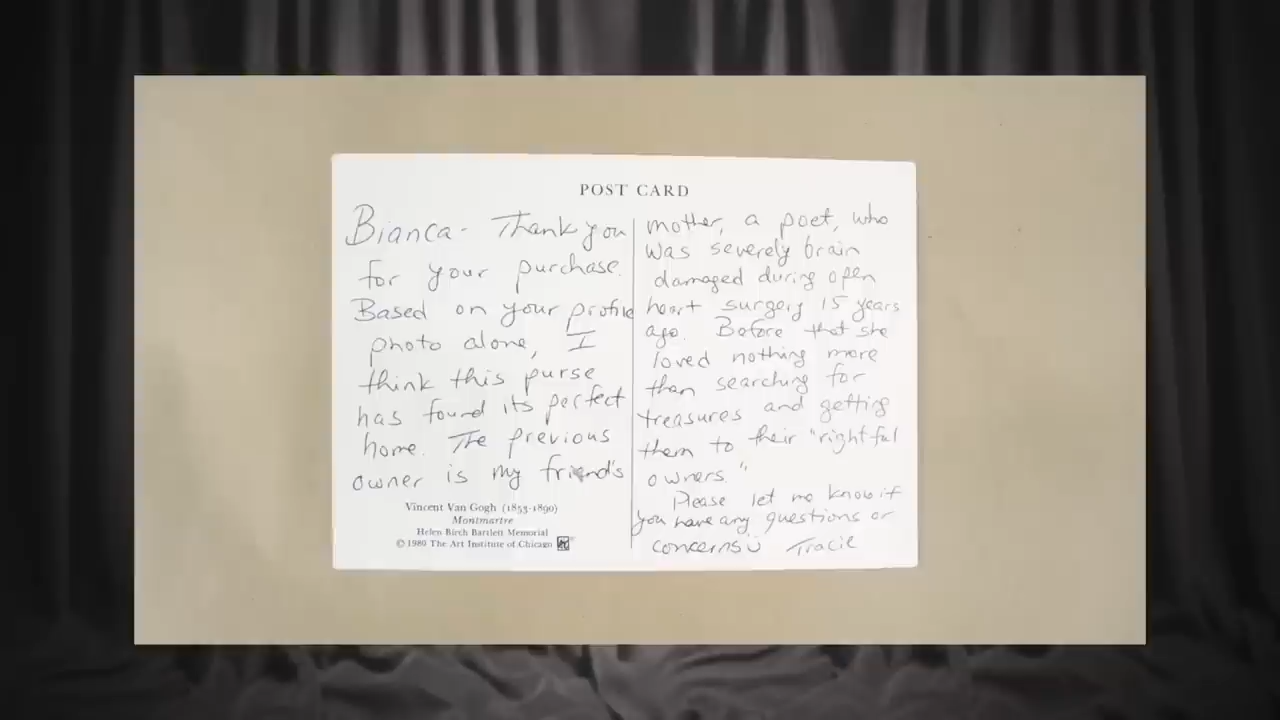 POST CARD
Bianca - Thank you
for your purchase.
Based on your profile
photo alone, I
think this purse
has found its perfect
home. The previous
owner is my friend's
Vincent Van Gogh (1853-1890)
Montmartre
Helen Birch Bartlett Memorial
© 1989 The Art Institute of Chicago
mother, a poet, who
was severely brain
damaged during open
heart surgery 15 years
ago. Before that she
loved nothing more
than searching for
treasures and getting
them to their "rightful
owners."
Please let me know if
you have any questions or
concerns Tracie